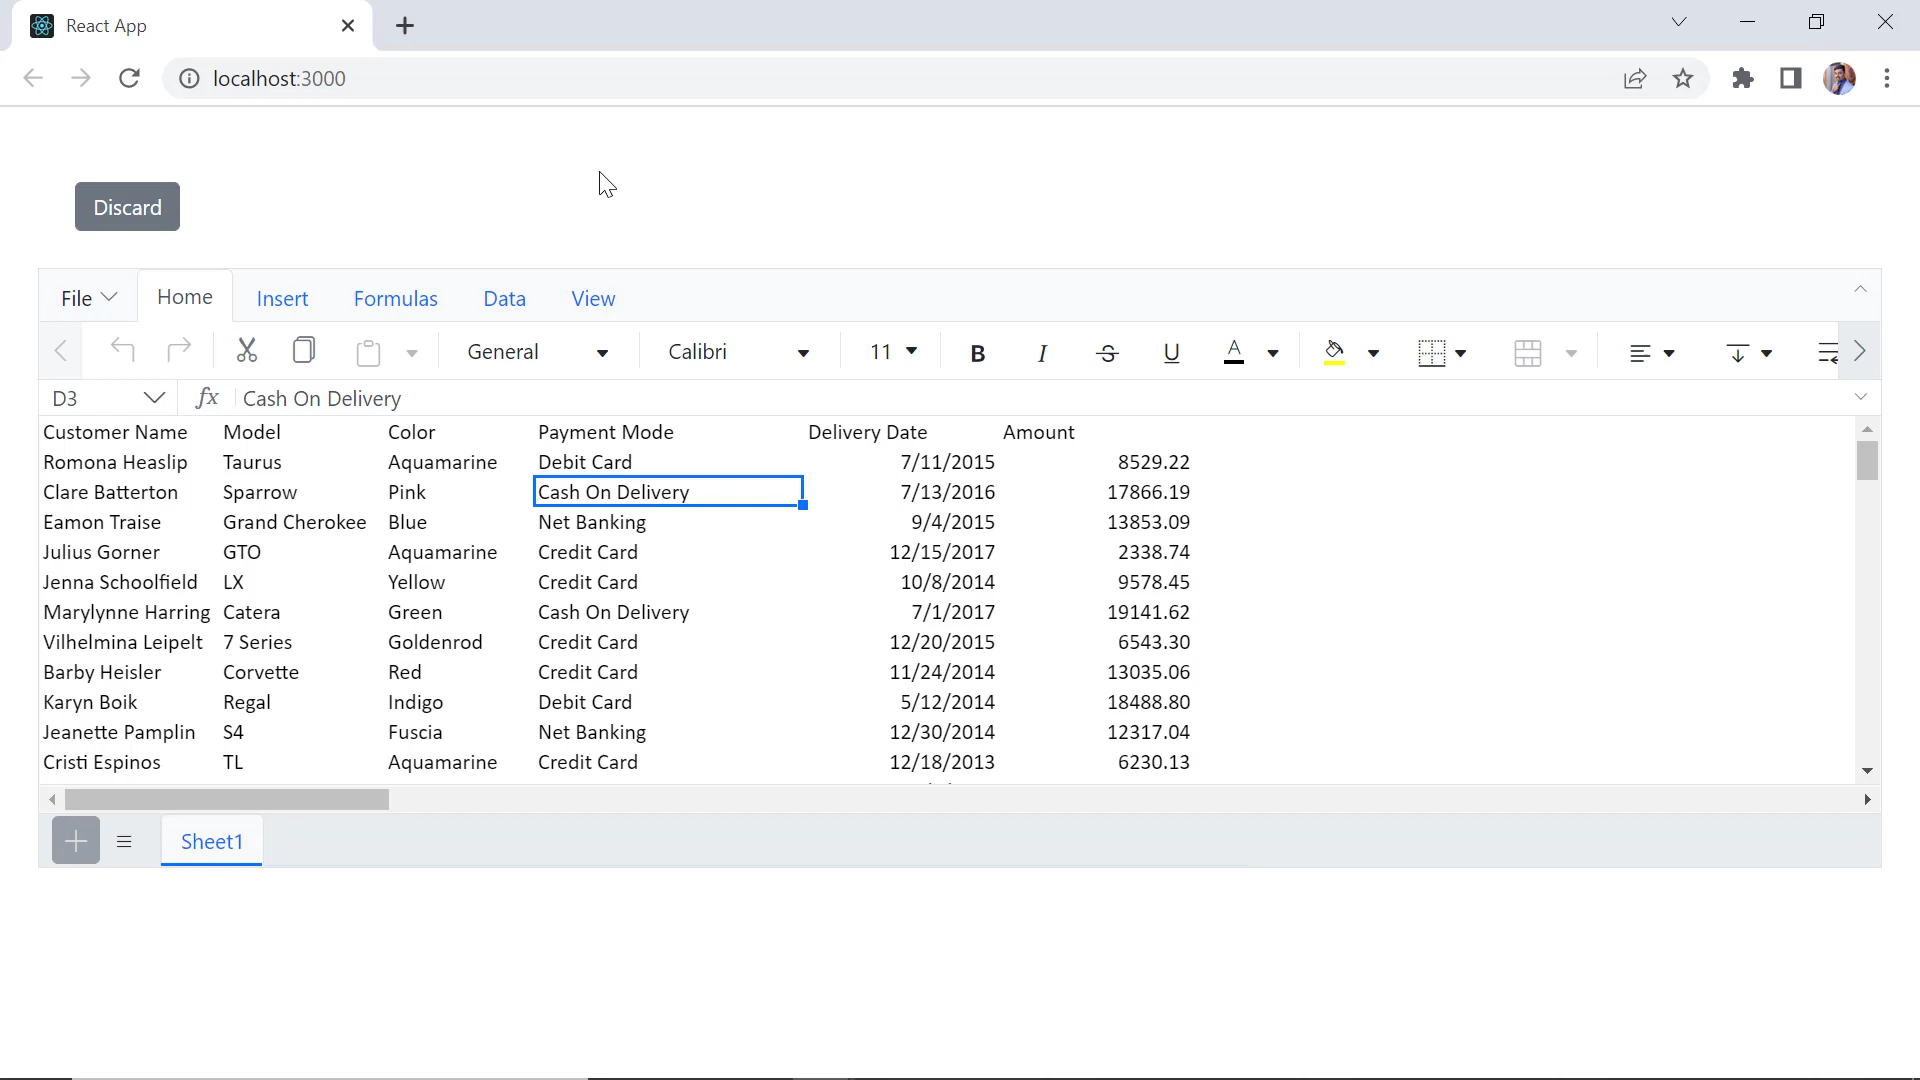 React App
localhost:3000
Discard
File Home Insert Formulas Data View
General Calibri 11 B I S U A
D3 fx Cash On Delivery
Customer Name Model Color Payment Mode Delivery Date Amount
Romona Heaslip Taurus Aquamarine Debit Card 7/11/2015 8529.22
Clare Batterton Sparrow Pink Cash On Delivery 7/13/2016 17866.19
Eamon Traise Grand Cherokee Blue Net Banking 9/4/2015 13853.09
Julius Gorner GTO Aquamarine Credit Card 12/15/2017 2338.74
Jenna Schoolfield LX Yellow Credit Card 10/8/2014 9578.45
Marylynne Harring Catera Green Cash On Delivery 7/1/2017 19141.62
Vilhelmina Leipelt 7 Series Goldenrod Credit Card 12/20/2015 6543.30
Barby Heisler Corvette Red Credit Card 11/24/2014 13035.06
Karyn Boik Regal Indigo Debit Card 5/12/2014 18488.80
Jeanette Pamplin S4 Fuscia Net Banking 12/30/2014 12317.04
Cristi Espinos TL Aquamarine Credit Card 12/18/2013 6230.13
Sheet1